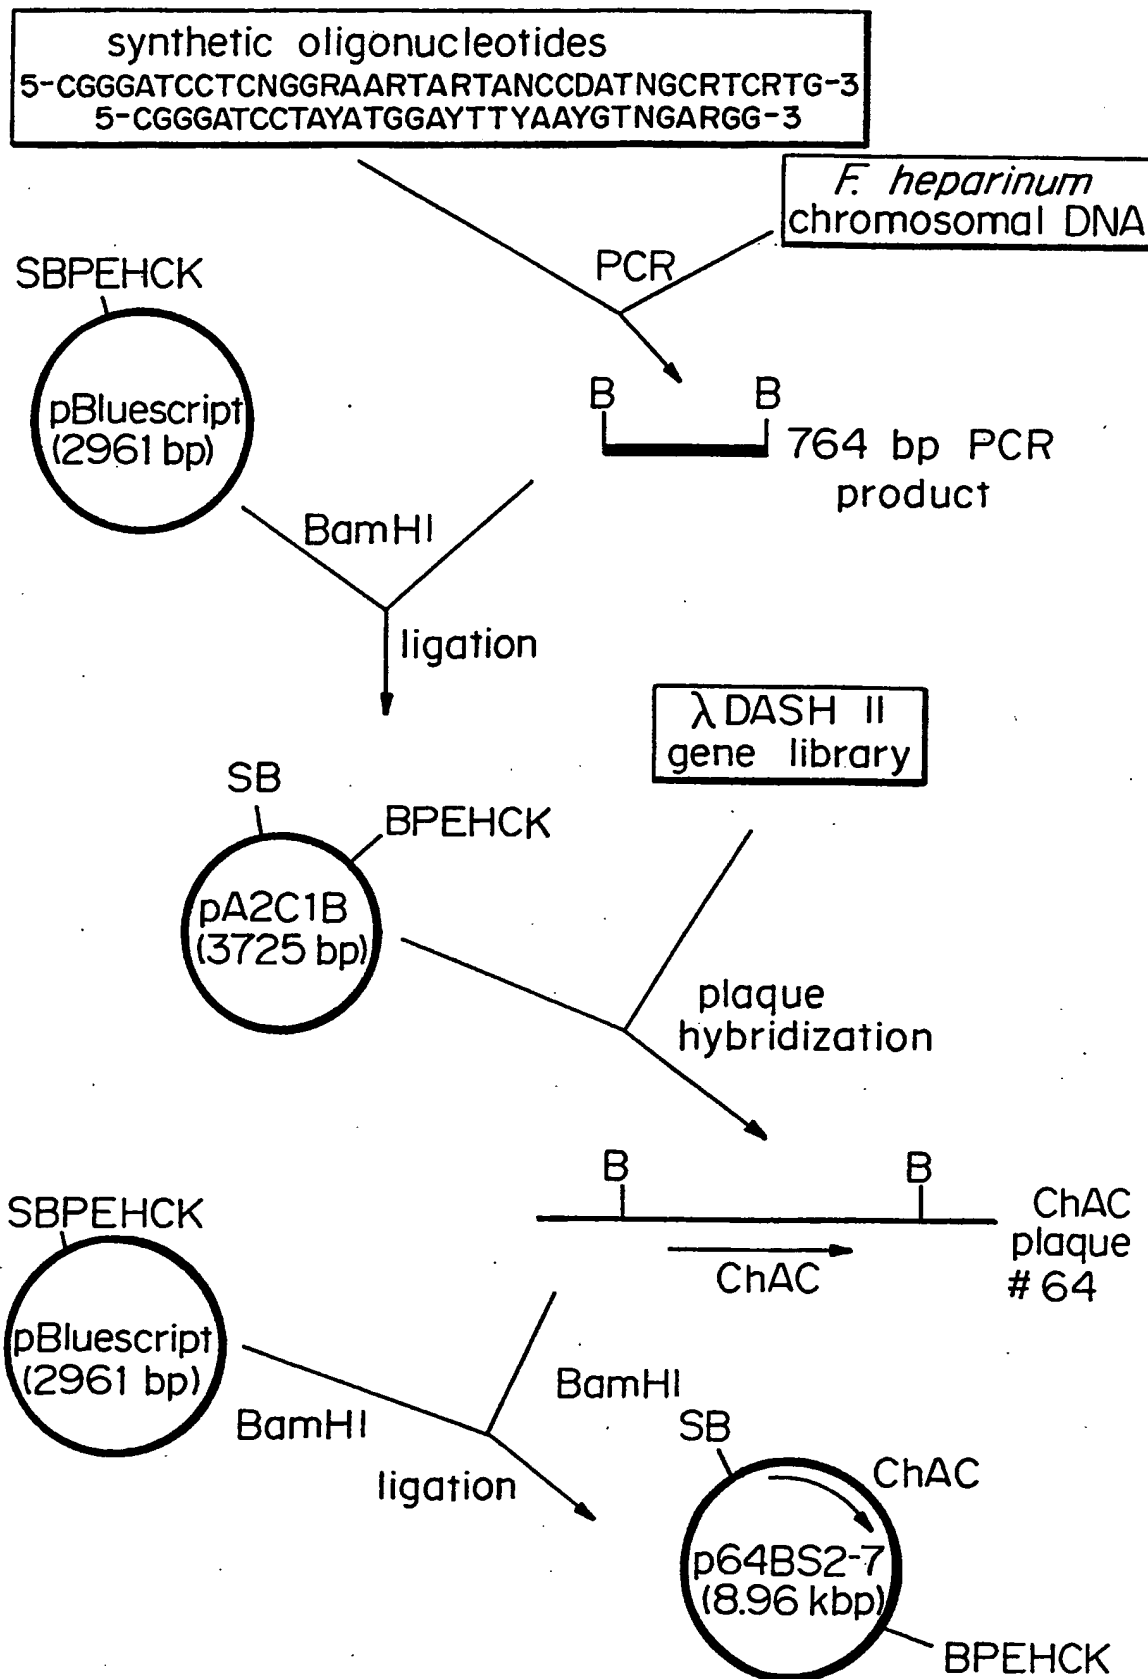 synthetic oligonucleotides
5-CGGGATCCTCNGGRAARTARTANCCDATNGCRTCRTG-3
5-CGGGATCCTAYATGGAYTTYAAYGTNGARGG-3
F. heparinum
chromosomal DNA
PCR
SBPEHCK
pBluescript
(2961 bp)
B
B
764 bp PCR
product
BamHI
ligation
λ DASH II
gene library
SB
BPEHCK
pA2C1B
(3725 bp)
plaque
hybridization
B
B
ChAC
plaque
#64
ChAC
SBPEHCK
pBluescript
(2961 bp)
BamHI
BamHI
ligation
SB
ChAC
p64BS2-7
(8.96 kbp)
BPEHCK